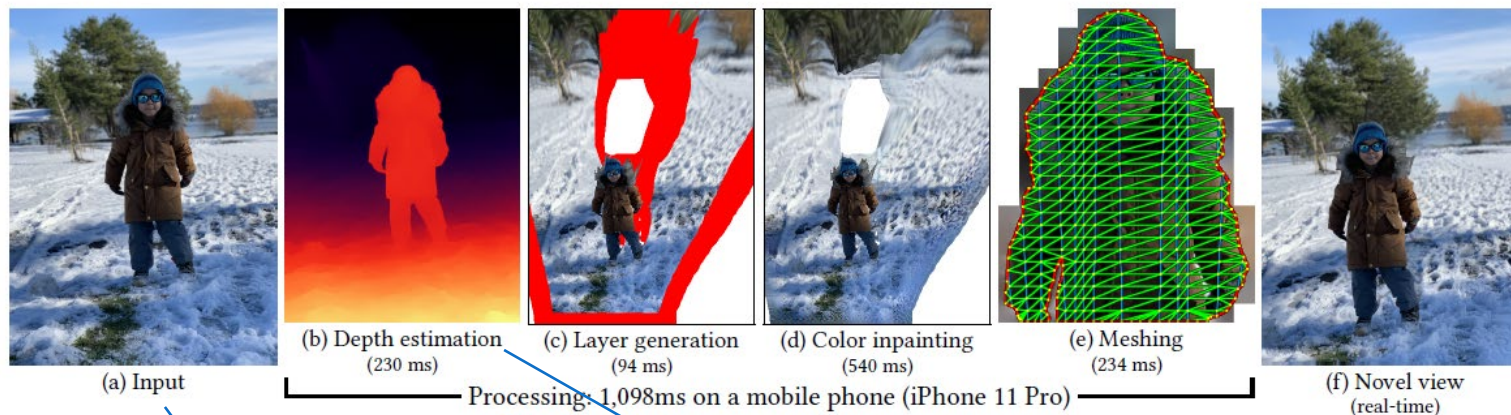 (a) Input
(b) Depth estimation
(230 ms)
(c) Layer generation
(94 ms)
(d) Color inpainting
(540 ms)
(e) Meshing
(234 ms)
(f) Novel view
(real-time)
Processing: 1,098ms on a mobile phone (iPhone 11 Pro)